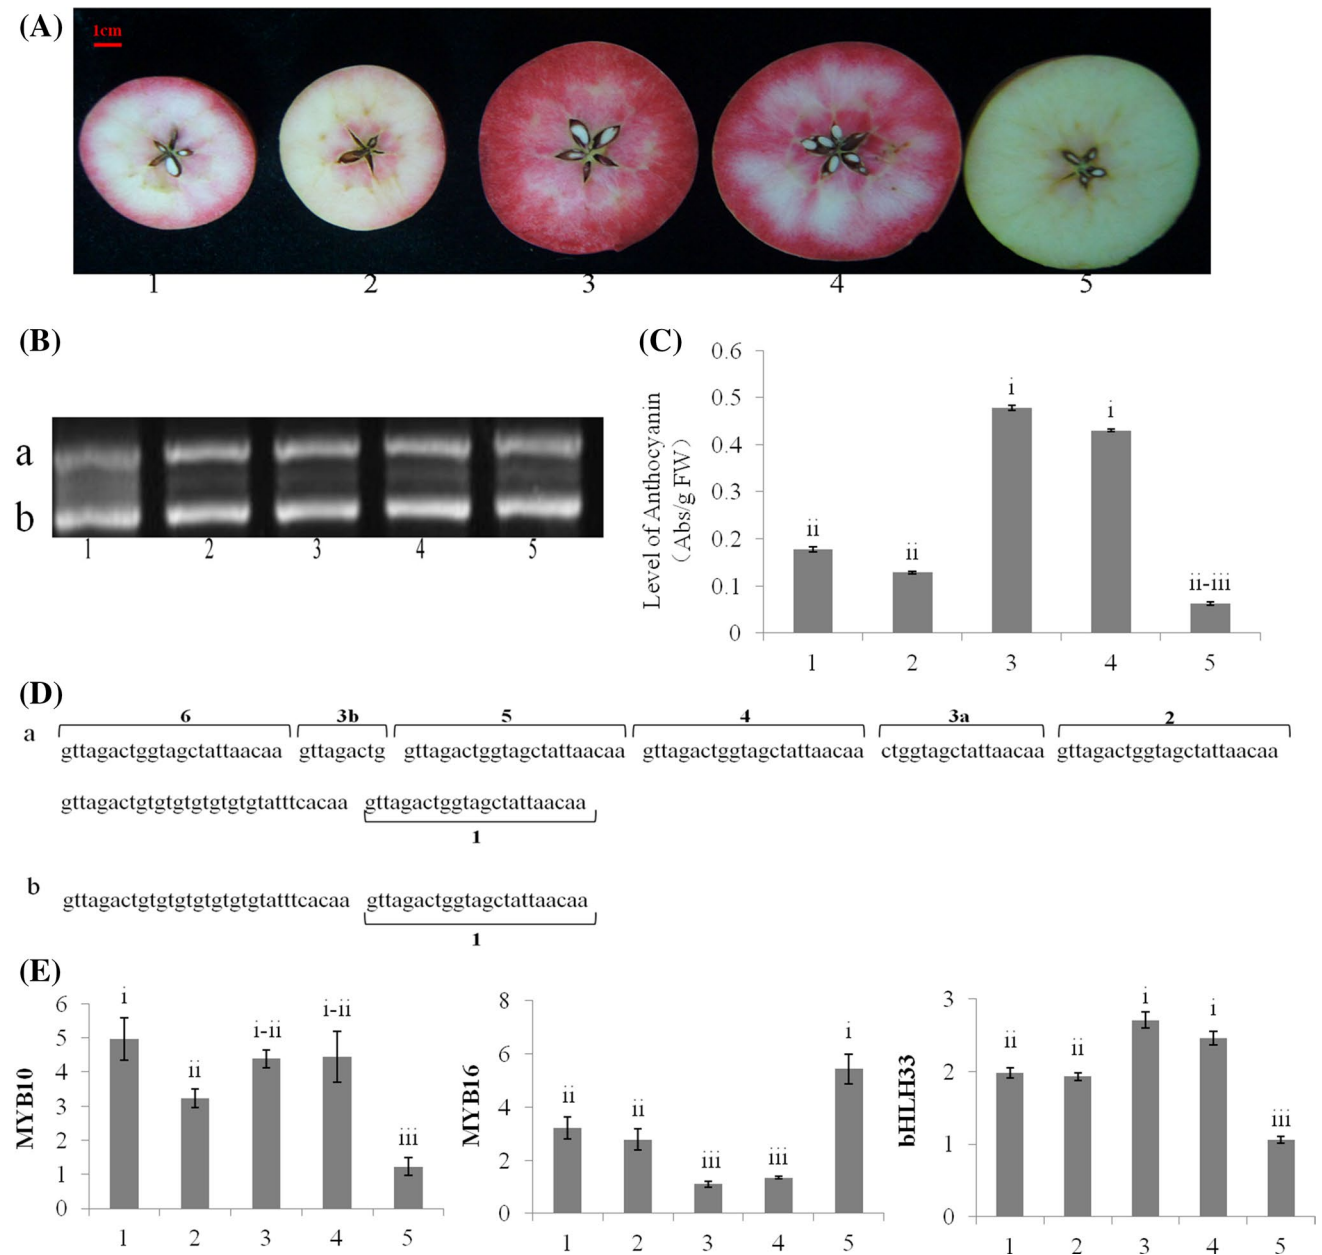 (A)
1cm
1 2 3 4 5
(B)
a
b
1 2 3 4 5
(C)
Level of Anthocyanin
(Abs/g FW)
0.6
0.5
0.4
0.3
0.2
0.1
0
ii ii i i ii-iii
1 2 3 4 5
(D)
6 3b 5 4 3a 2
a gttagactggtagctattaacaa gttagactg gttagactggtagctattaacaa gttagactggtagctattaacaa ctggtagctattaacaa gttagactggtagctattaacaa
gttagactgtgtgtgtgtgtgtatttcacaa gttagactggtagctattaacaa
1
b gttagactgtgtgtgtgtgtgtatttcacaa gttagactggtagctattaacaa
1
(E)
MYB10
6
5
4
3
2
1
0
i ii i-ii i-ii iii
1 2 3 4 5
MYB16
8
6
4
2
0
ii ii iii iii i
1 2 3 4 5
bHLH33
3
2
1
0
ii ii i i iii
1 2 3 4 5